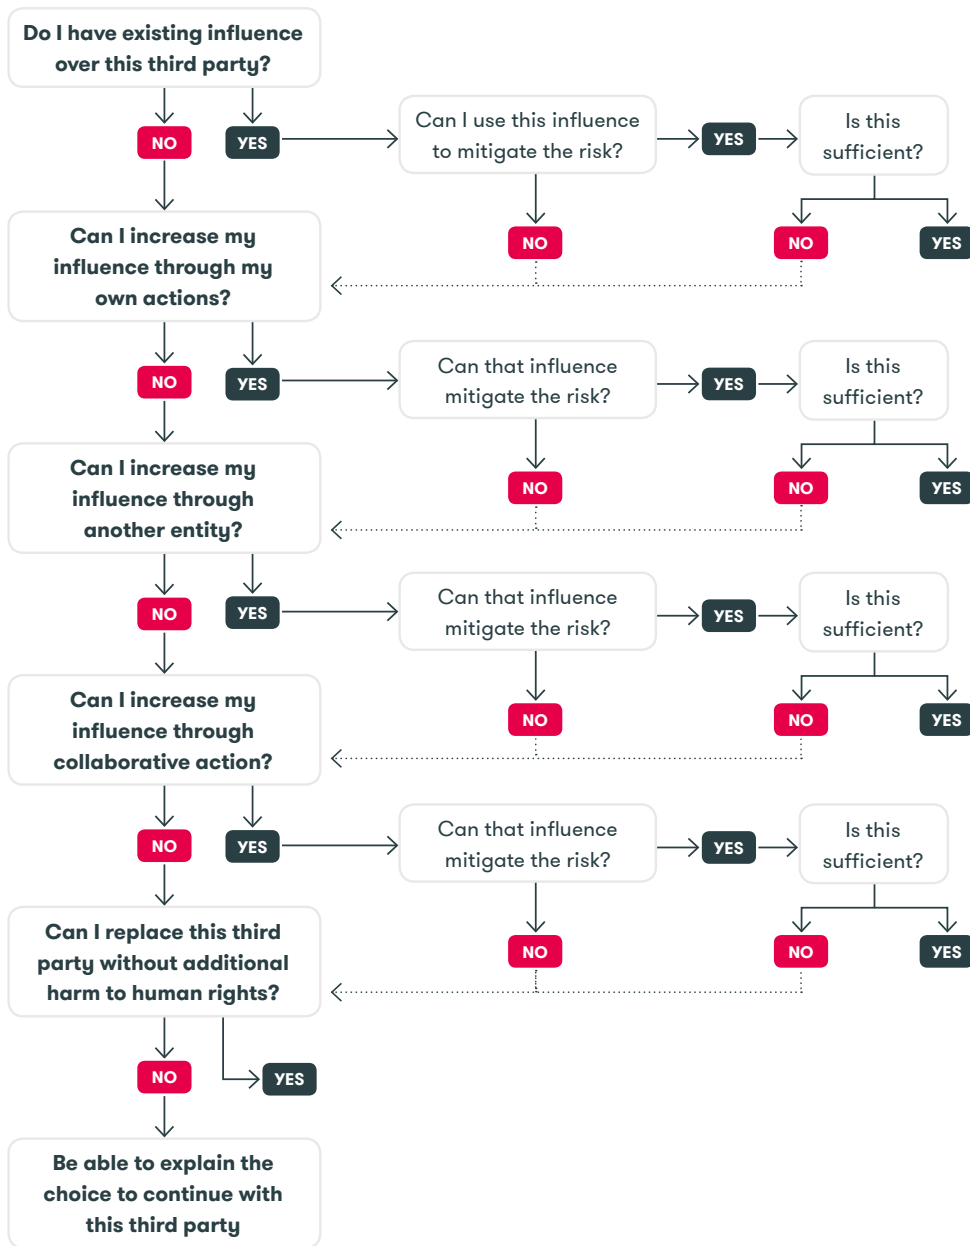 Do I have existing influence
over this third party?
NO
YES
Can I use this influence
to mitigate the risk?
YES
Is this
sufficient?
NO
NO
YES
Can I increase my
influence through my
own actions?
NO
YES
Can that influence
mitigate the risk?
YES
Is this
sufficient?
NO
NO
YES
Can I increase my
influence through
another entity?
NO
YES
Can that influence
mitigate the risk?
YES
Is this
sufficient?
NO
NO
YES
Can I increase my
influence through
collaborative action?
NO
YES
Can that influence
mitigate the risk?
YES
Is this
sufficient?
NO
NO
YES
Can I replace this third
party without additional
harm to human rights?
NO
YES
Be able to explain the
choice to continue with
this third party